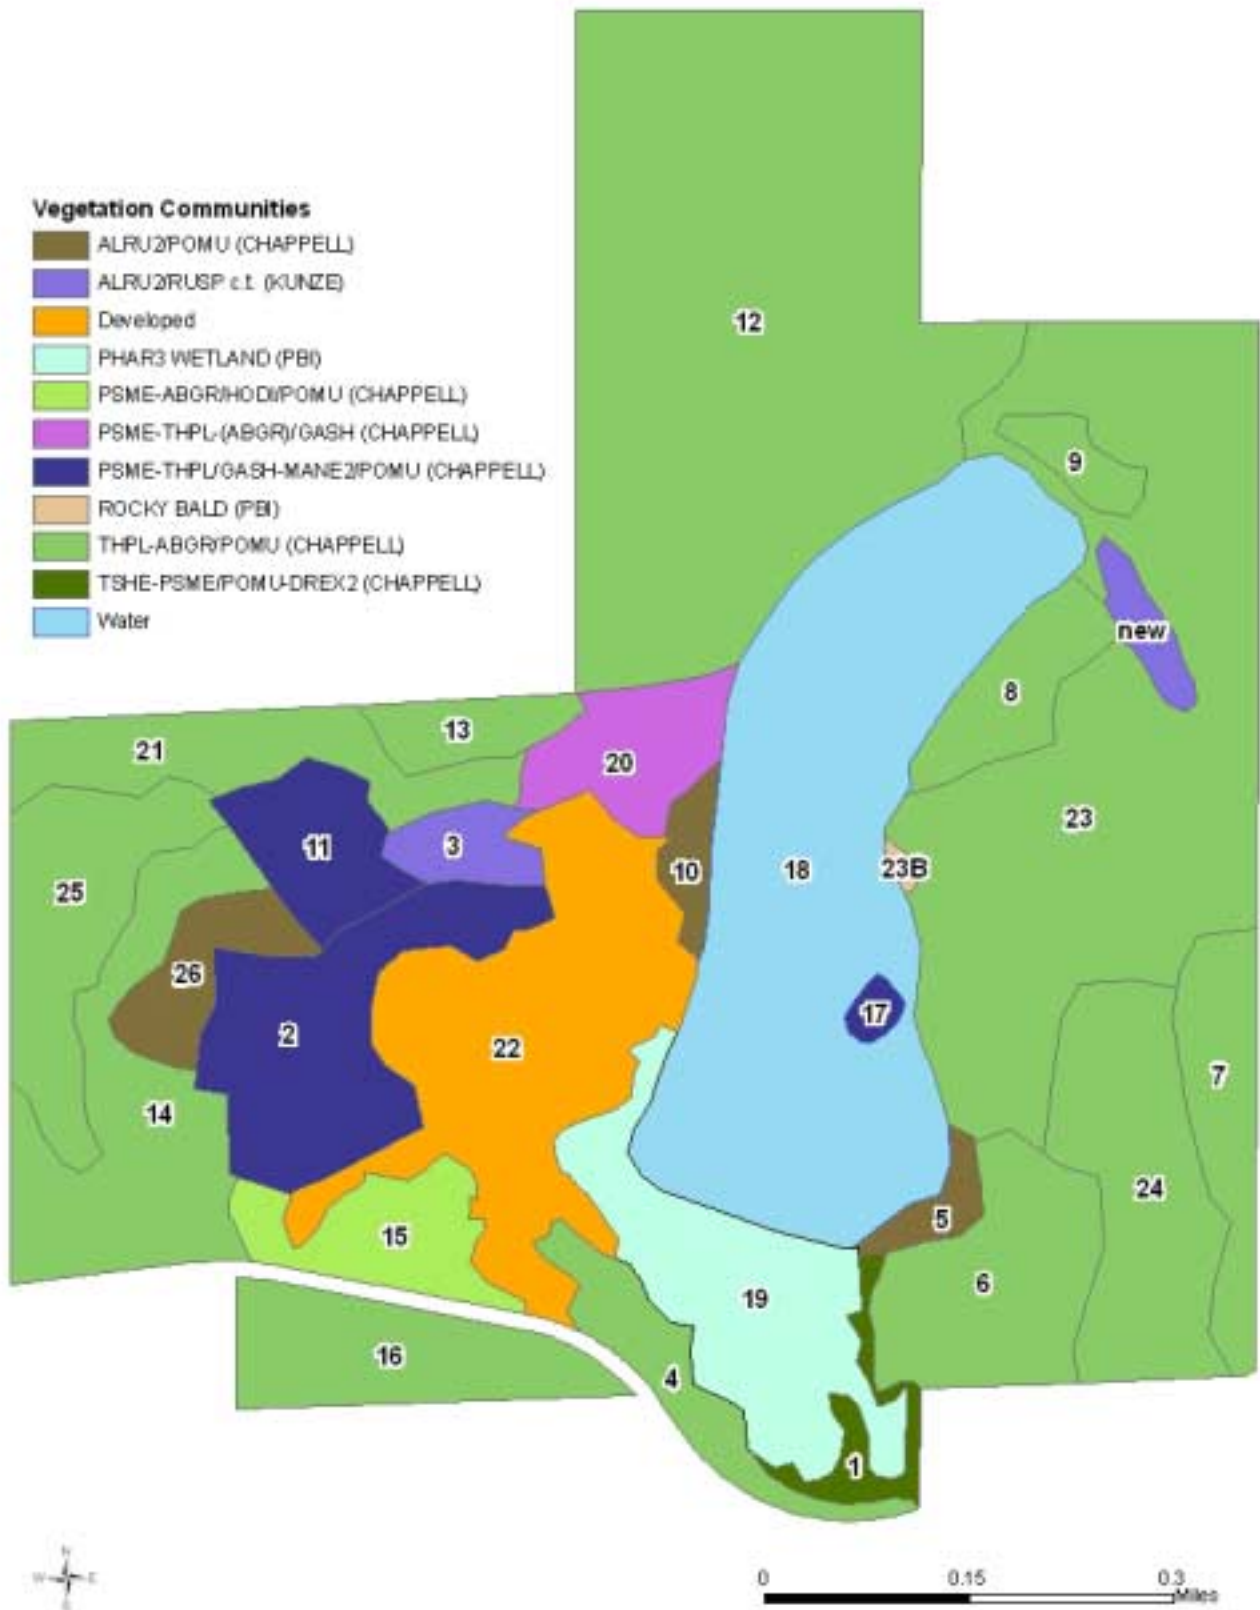 Vegetation Communities
ALRU2/POMU (CHAPPELL)
ALRU2/RUSP c.t. (KUNZE)
Developed
PHAR3 WETLAND (PBI)
PSME-ABGR/HODI/POMU (CHAPPELL)
PSME-THPL-(ABGR)/GASH (CHAPPELL)
PSME-THPL/GASH-MANE2/POMU (CHAPPELL)
ROCKY BALD (PBI)
THPL-ABGR/POMU (CHAPPELL)
TSHE-PSME/POMU-DREX2 (CHAPPELL)
Water
12
9
new
8
13
21
20
23
3
11
10
18
23B
25
26
17
2
22
7
14
24
5
15
6
19
16
4
1
N
W E
S
0 0.15 0.3
Miles